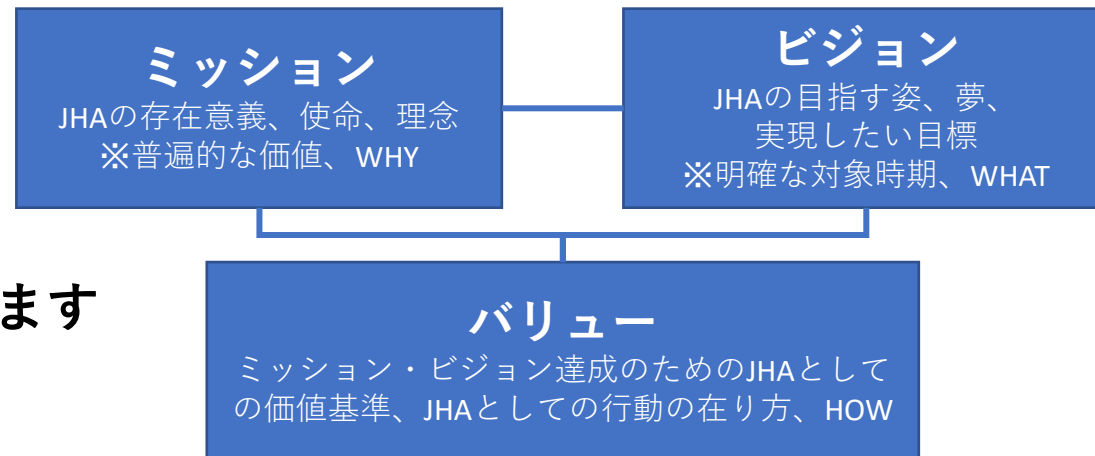 ミッション
JHAの存在意義、使命、理念
※普遍的な価値、WHY
ビジョン
JHAの目指す姿、夢、
実現したい目標
※明確な対象時期、WHAT
ます
バリュー
ミッション・ビジョン達成のためのJHAとして
の価値基準、JHAとしての行動の在り方、HOW